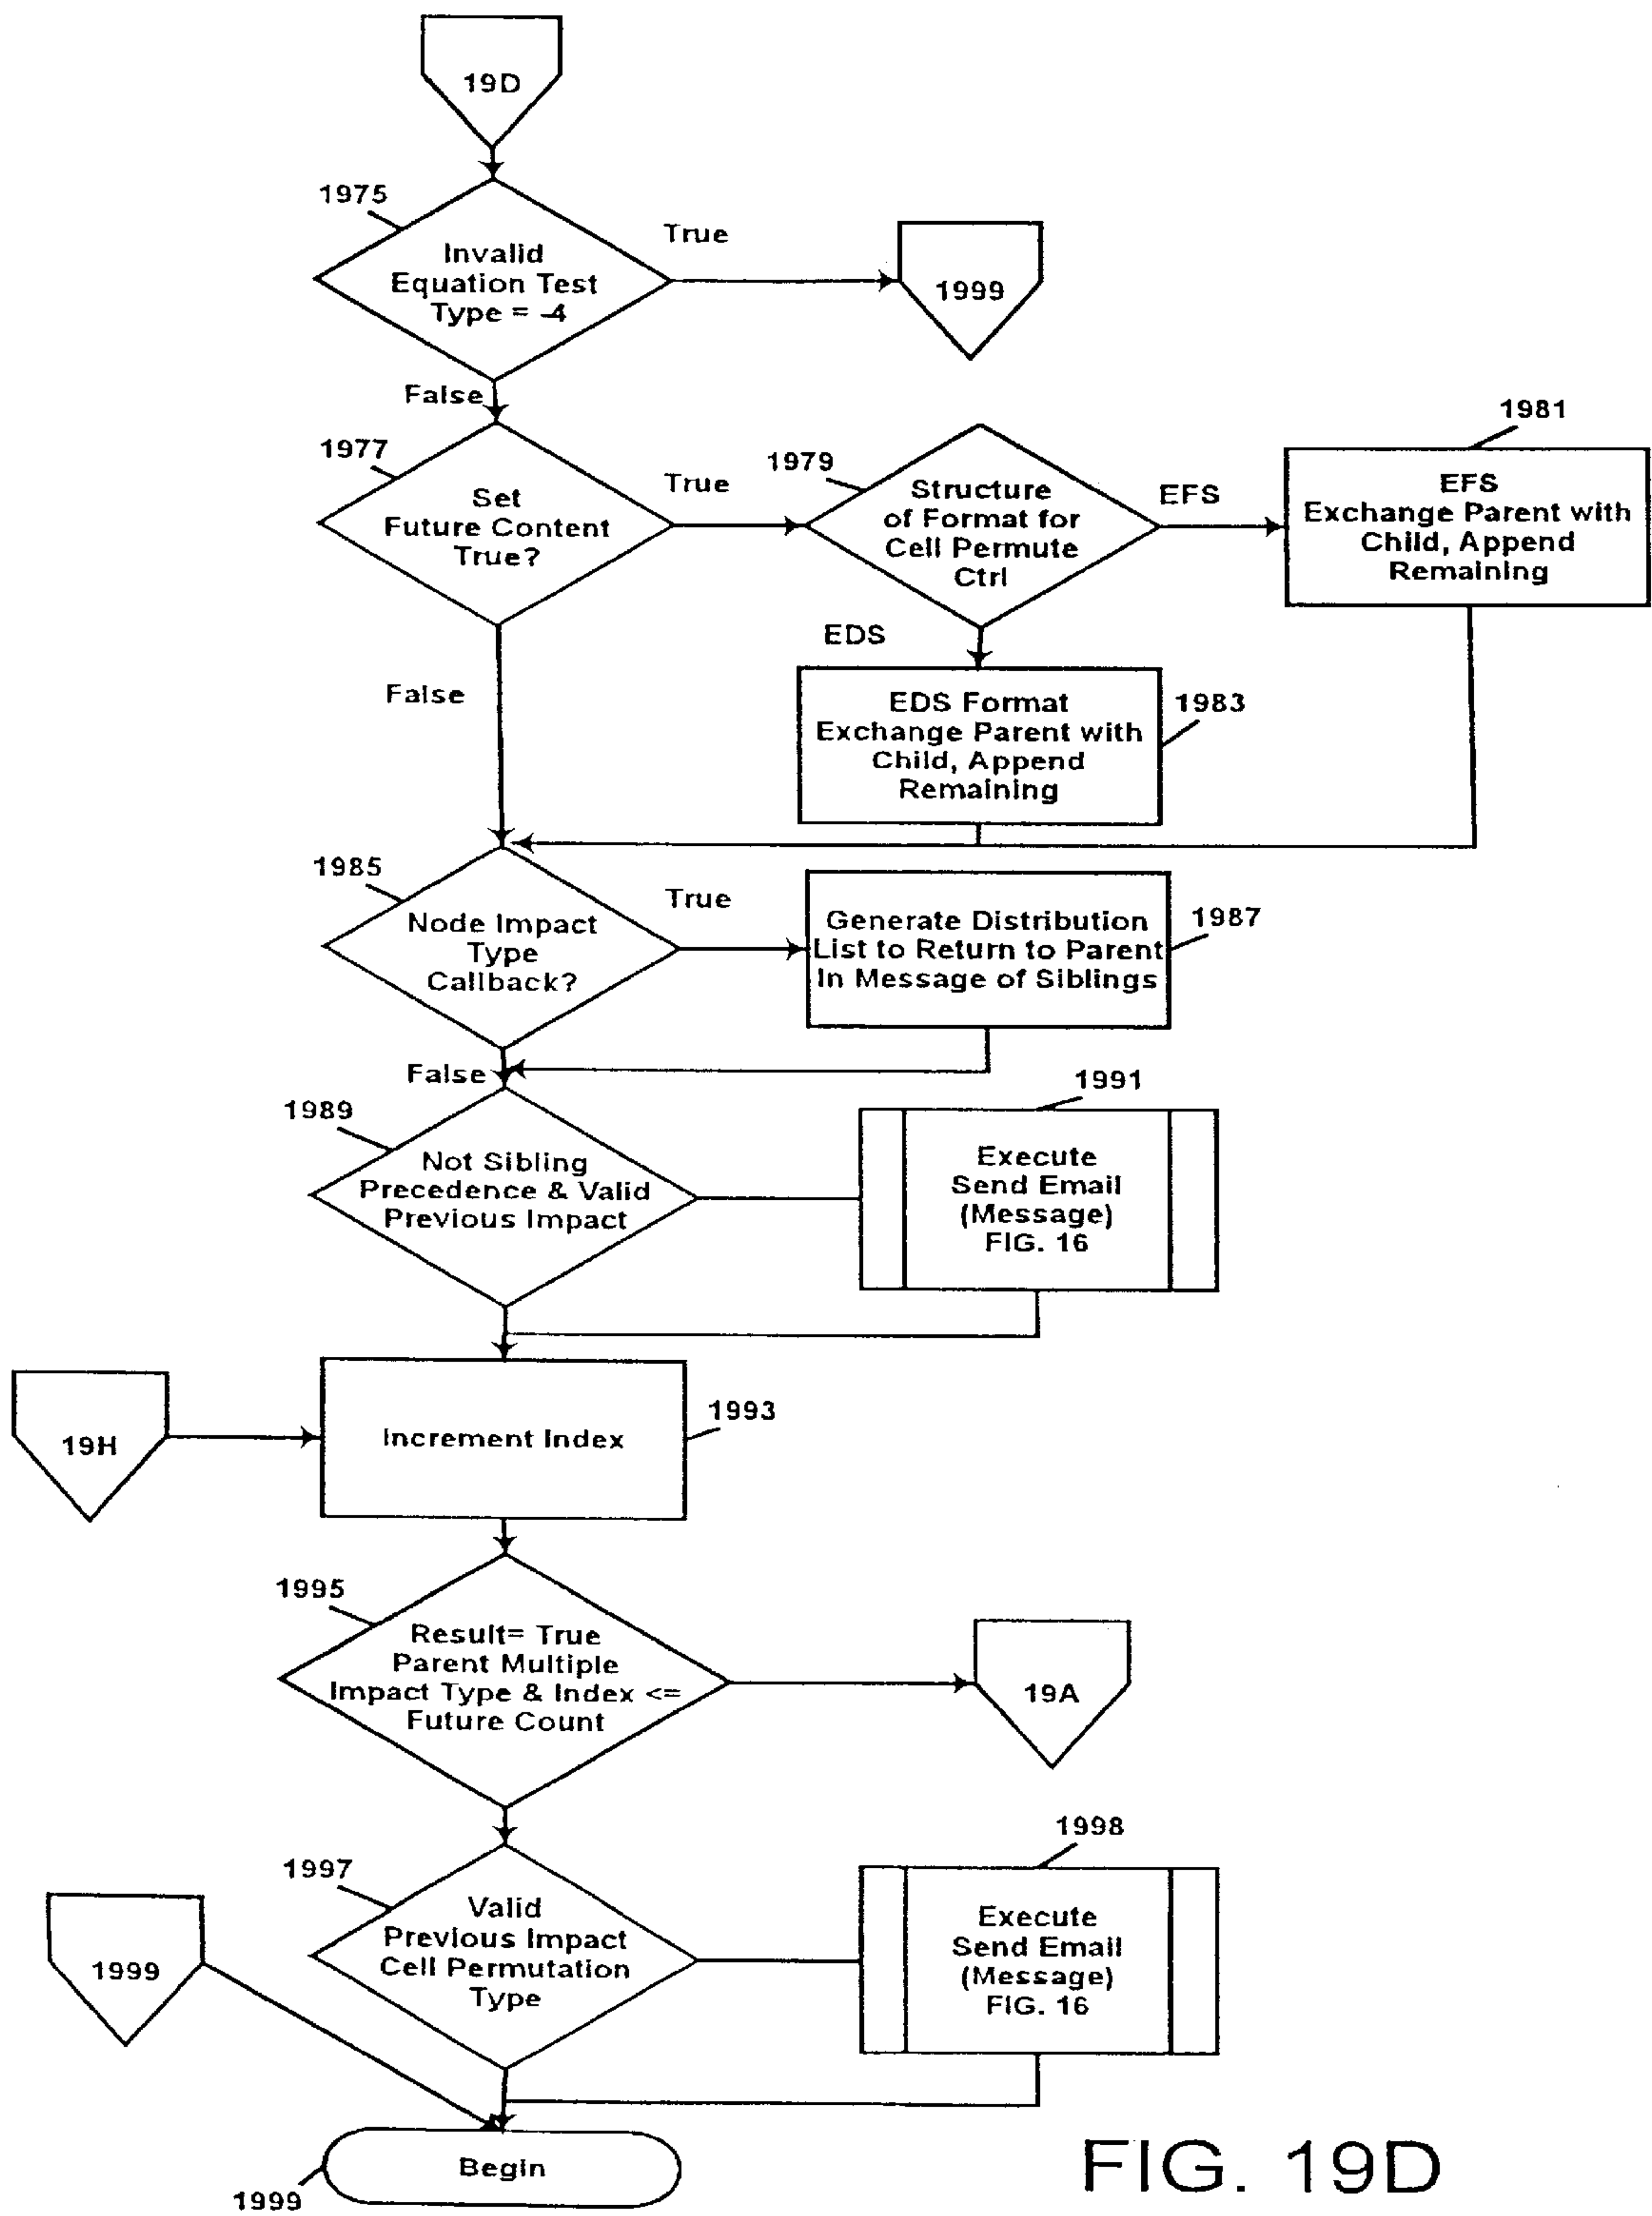 19D
1975
Invalid
Equation Test
Type = -4
True
1999
False
1977
Set
Future Content
True?
True
1979
Structure
of Format for
Cell Permute
Ctrl
EFS
1981
EFS
Exchange Parent with
Child, Append
Remaining
EDS
False
EDS Format
Exchange Parent with
Child, Append
Remaining
1983
1985
Node Impact
Type
Callback?
True
Generate Distribution
List to Return to Parent
In Message of Siblings
1987
False
1989
Not Sibling
Precedence & Valid
Previous Impact
1991
Execute
Send Email
(Message)
FIG. 16
19H
Increment Index
1993
1995
Result= True
Parent Multiple
Impact Type & Index <=
Future Count
19A
1997
Valid
Previous Impact
Cell Permutation
Type
1998
Execute
Send Email
(Message)
FIG. 16
1999
Begin
1999
FIG. 19D